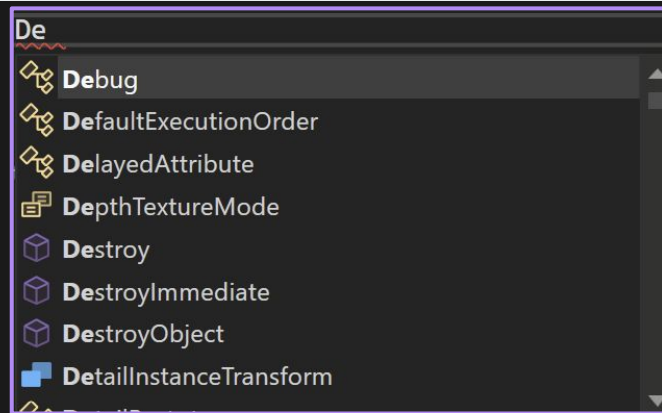 De
Debug
DefaultExecutionOrder
DelayedAttribute
DepthTextureMode
Destroy
DestroyImmediate
DestroyObject
DetailInstanceTransform